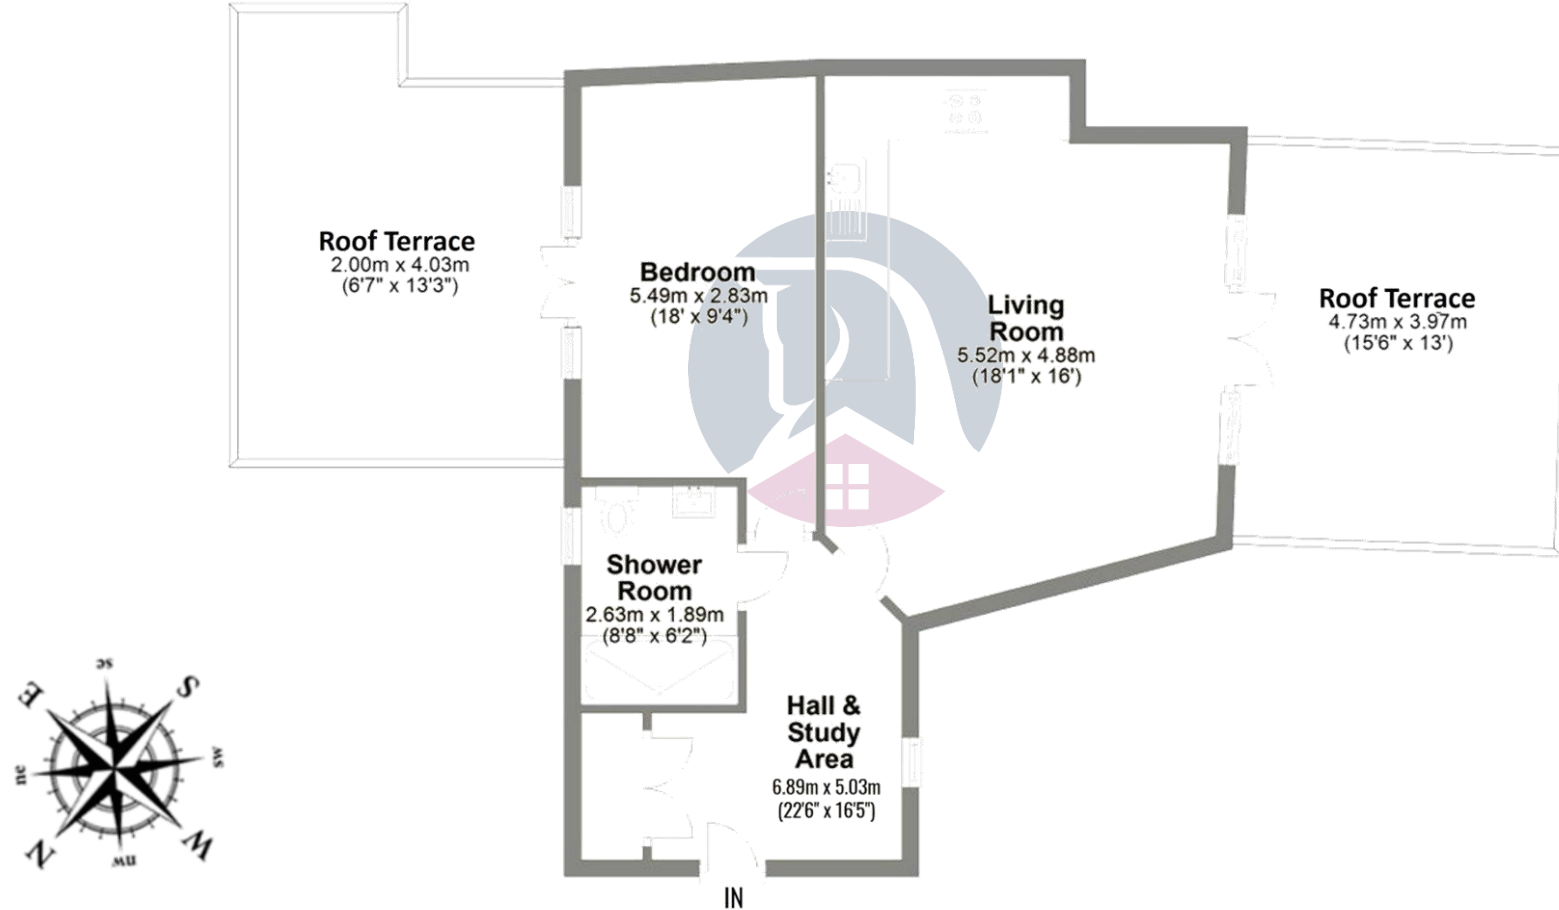 Roof Terrace
2.00m x 4.03m
(6'7" x 13'3")
Bedroom
5.49m x 2.83m
(18' x 9'4")
Living
Room
5.52m x 4.88m
(18'1" x 16')
Roof Terrace
4.73m x 3.97m
(15'6" x 13')
Shower
Room
2.63m x 1.89m
(8'8" x 6'2")
Hall &
Study
Area
6.89m x 5.03m
(22'6" x 16'5")
IN
se
S
E
sw
ne
W
N
nw